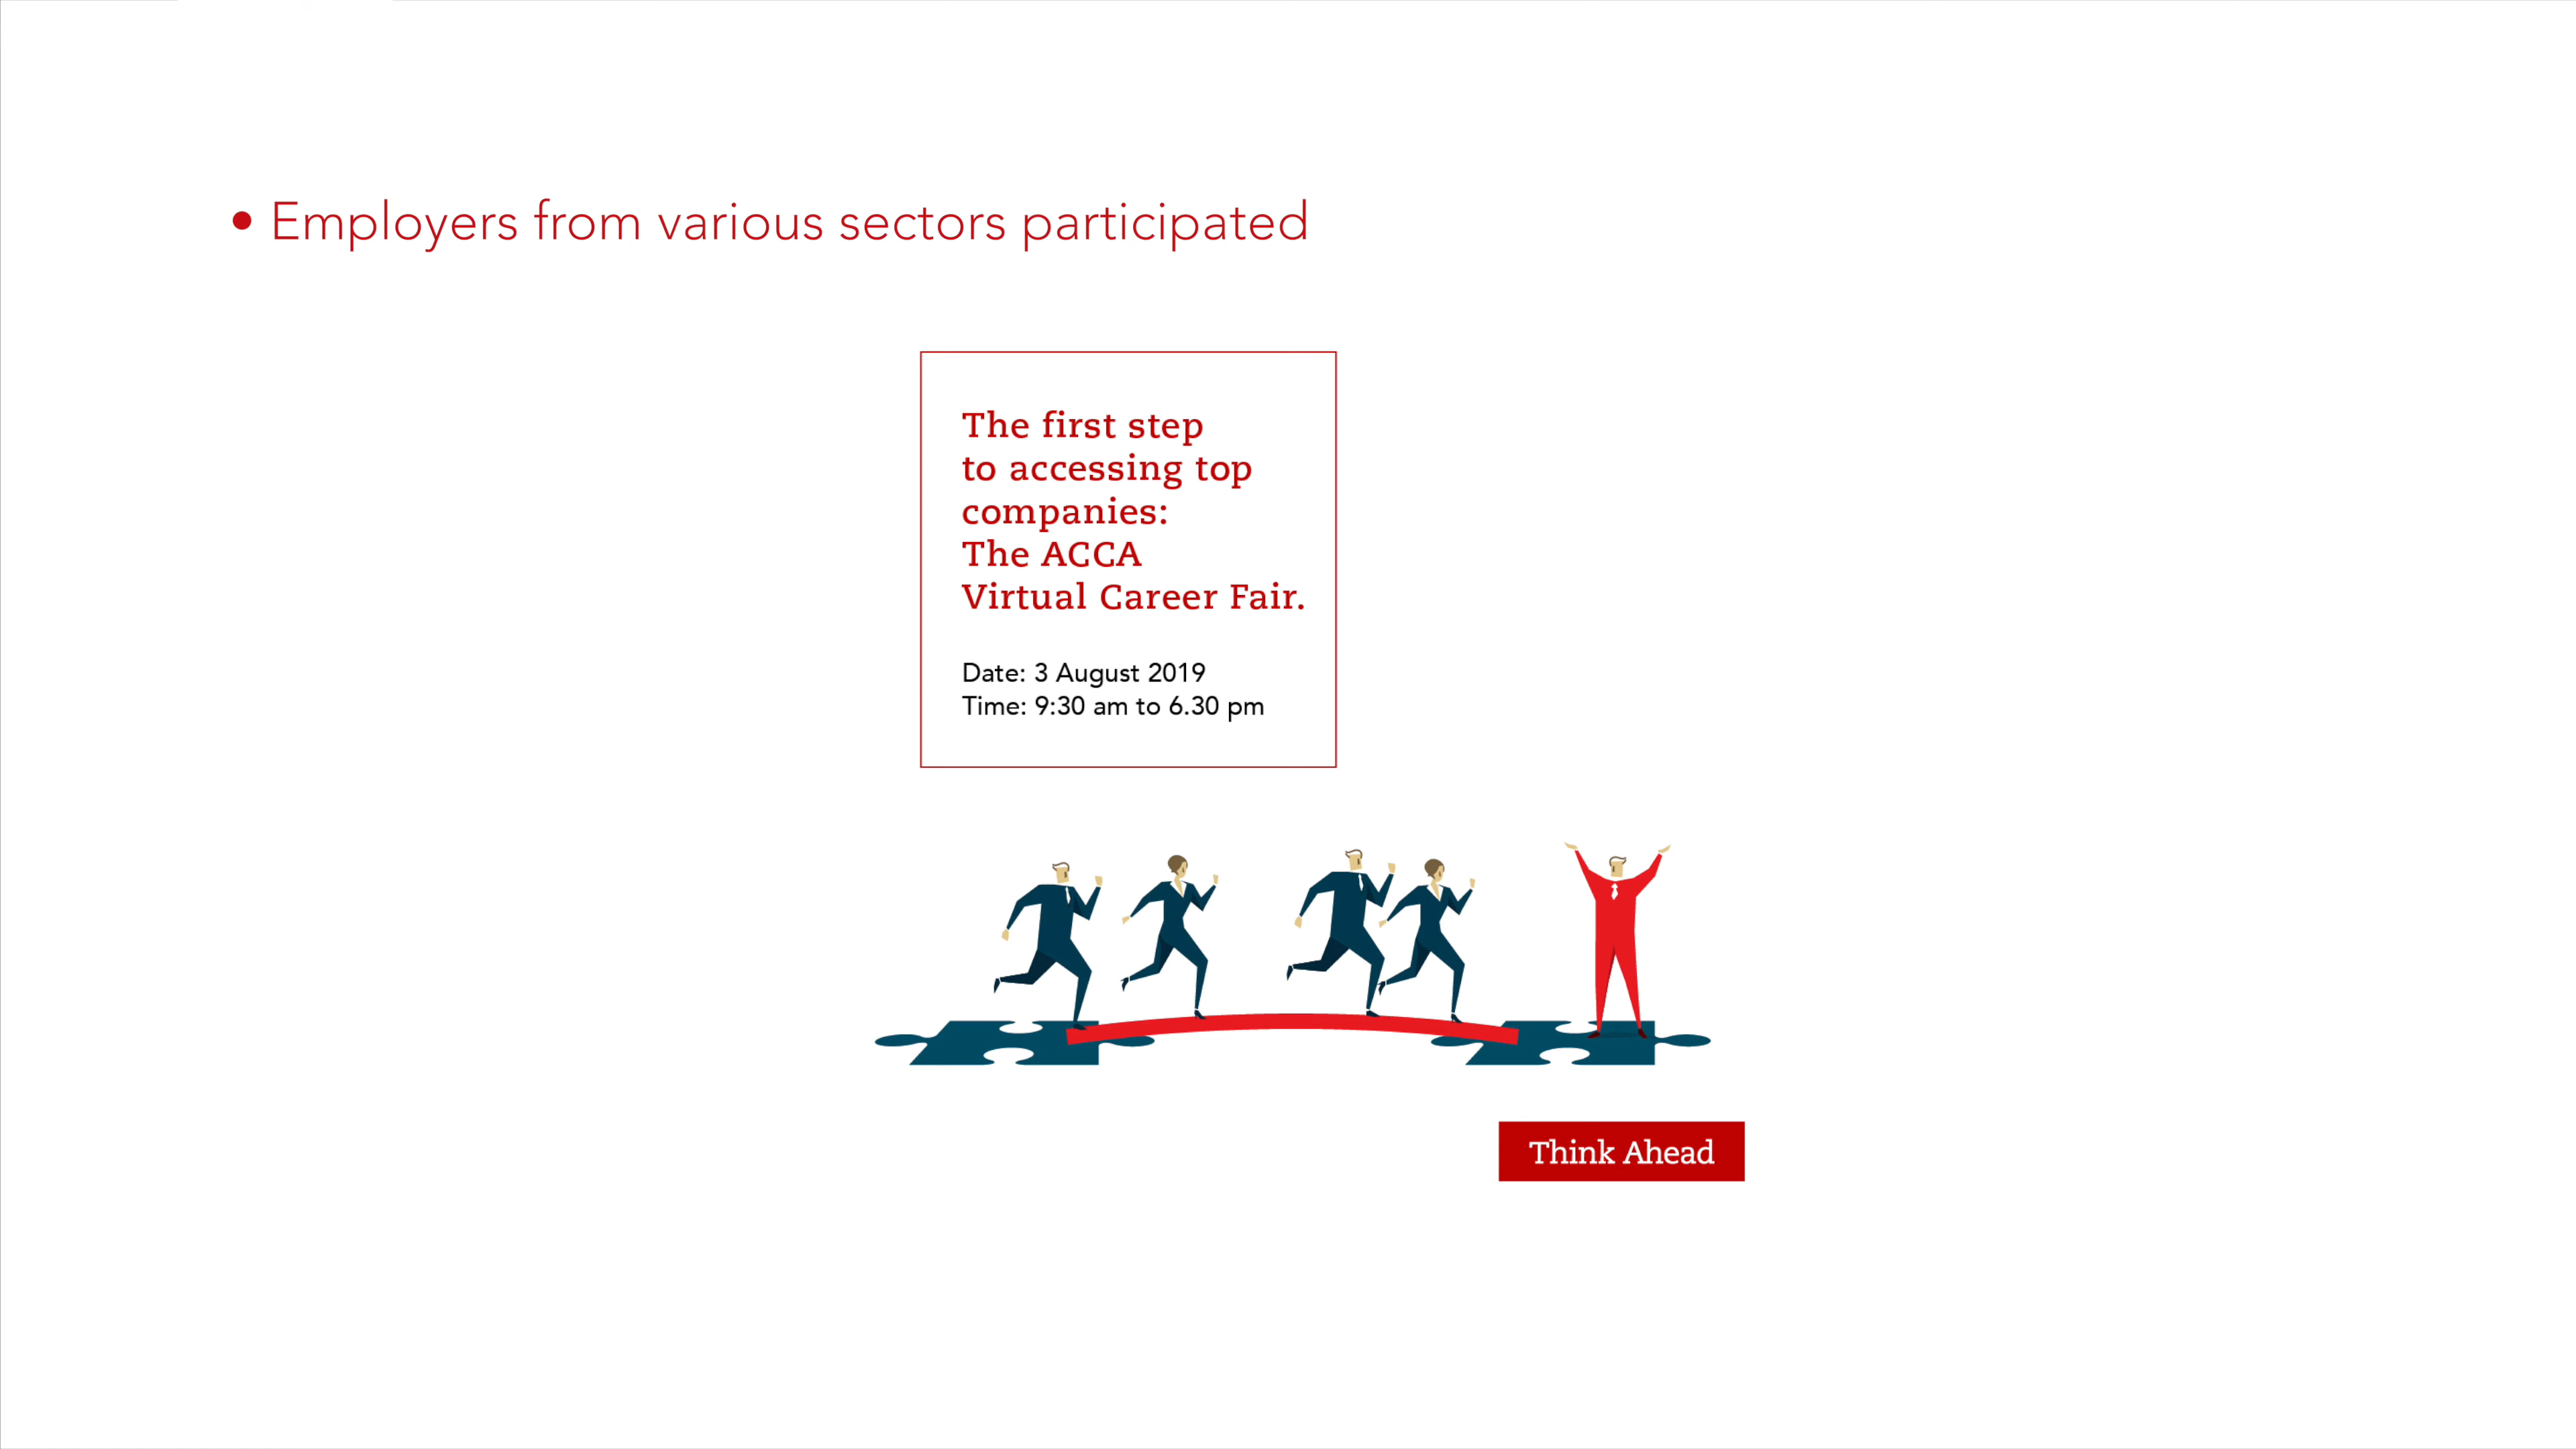 • Employers from various sectors participated
The first step
to accessing top
companies:
The ACCA
Virtual Career Fair.
Date: 3 August 2019
Time: 9:30 am to 6.30 pm
Think Ahead